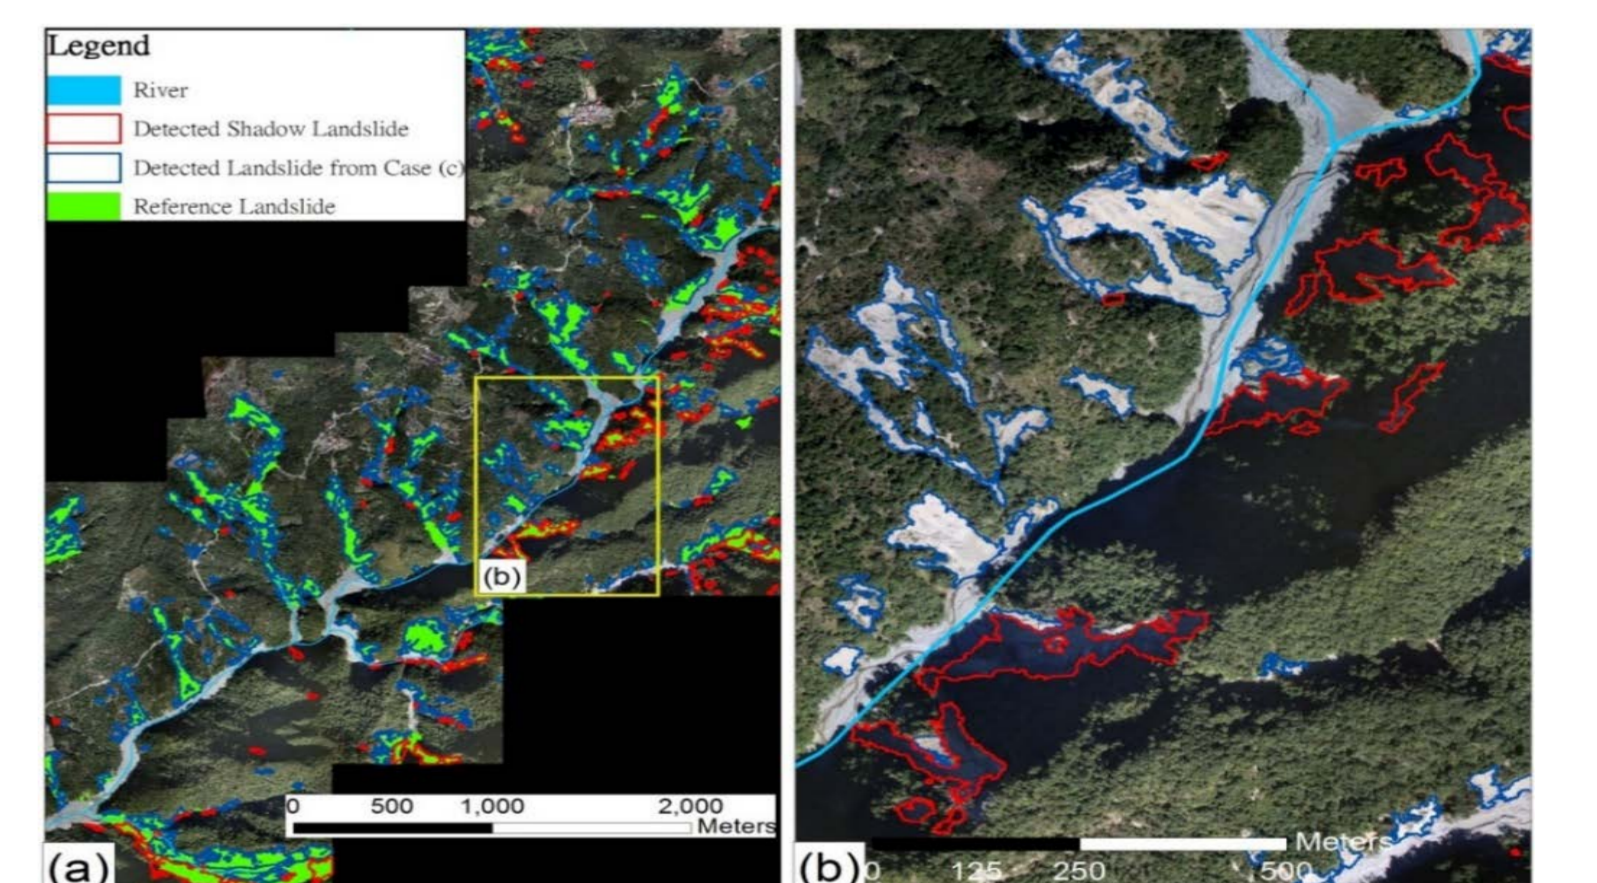 Legend
River
Detected Shadow Landslide
Detected Landslide from Case (c)
Reference Landslide
(b)
0 500 1,000 2,000
Meters
(a)
Meters
(b) 0 125 250 500